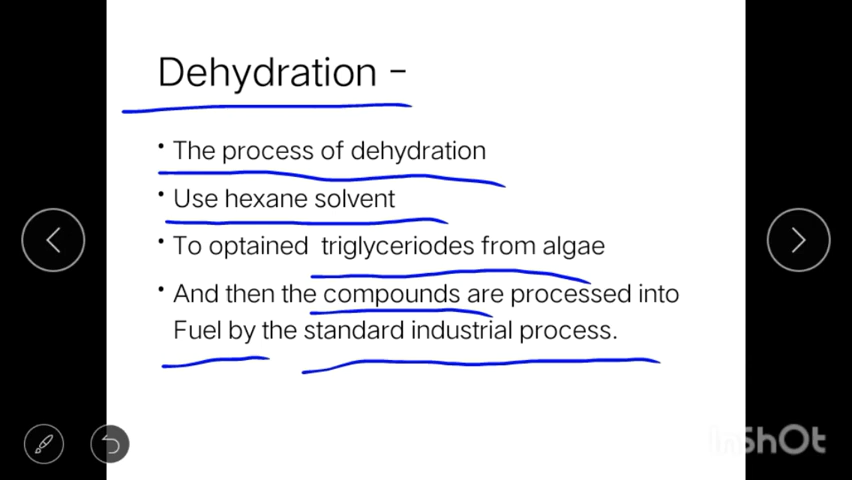 Dehydration -
• The process of dehydration
• Use hexane solvent
• To optained triglyceriodes from algae
• And then the compounds are processed into
Fuel by the standard industrial process.
InShOt